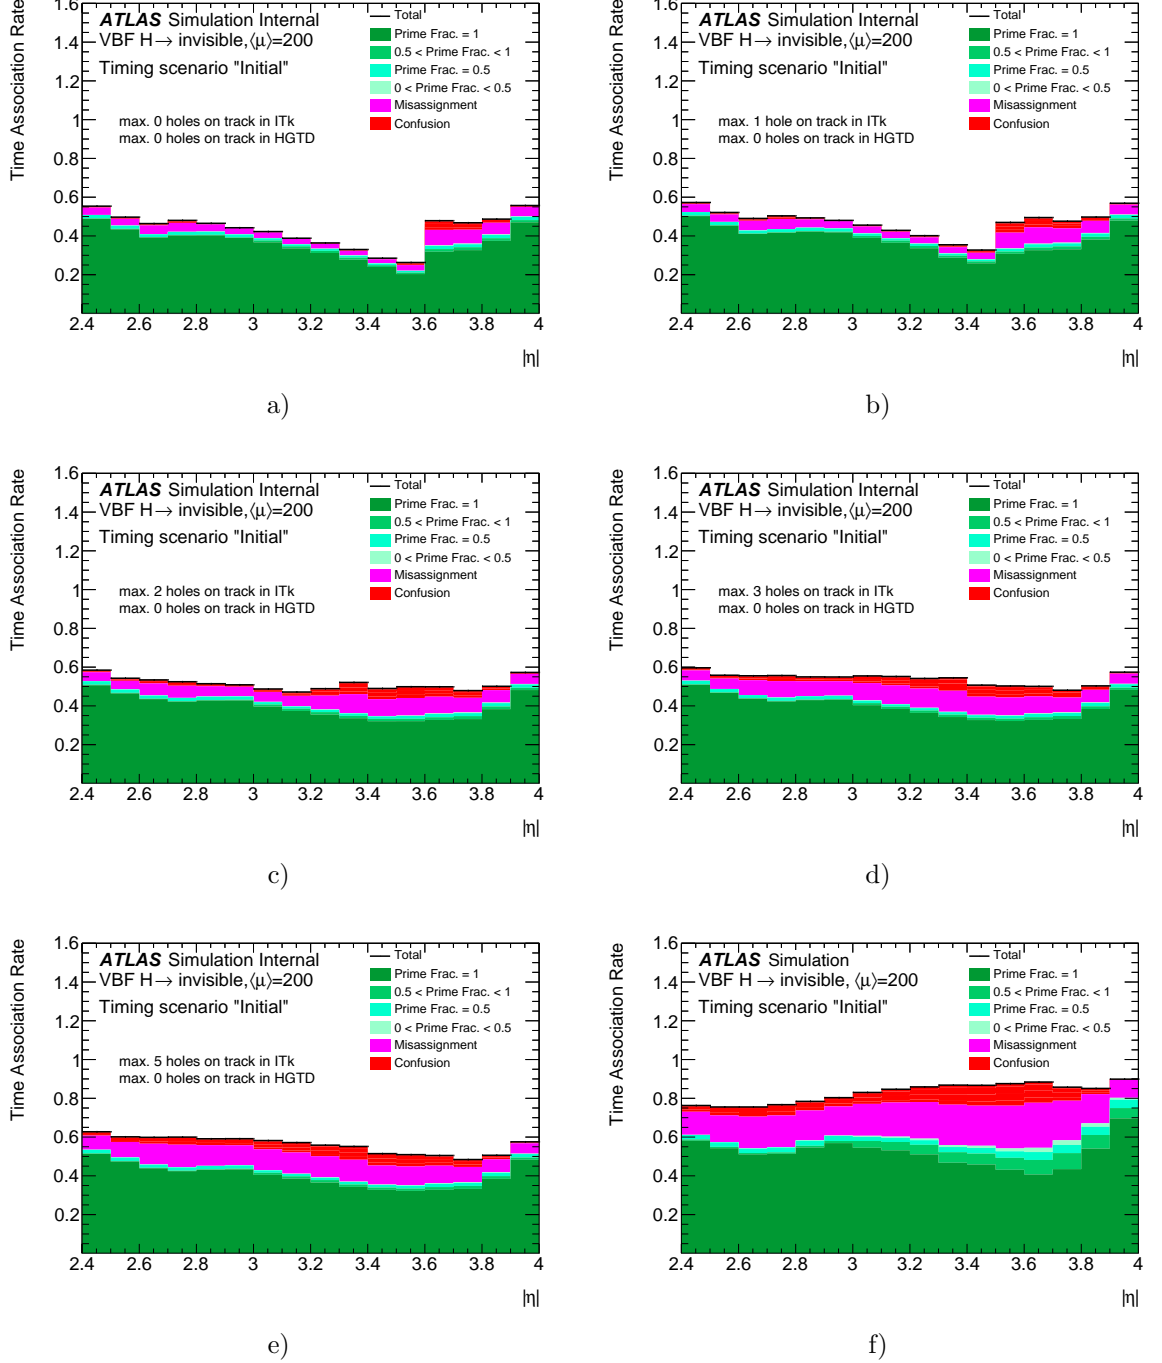 ATLAS Simulation Internal
VBF H→ invisible,⟨μ⟩=200
Timing scenario "Initial"
max. 0 holes on track in ITk
max. 0 holes on track in HGTD
Total
Prime Frac. = 1
0.5 < Prime Frac. < 1
Prime Frac. = 0.5
0 < Prime Frac. < 0.5
Misassignment
Confusion
Time Association Rate
1.6
1.4
1.2
1
0.8
0.6
0.4
0.2
2.4 2.6 2.8 3 3.2 3.4 3.6 3.8 4
|η|
a)
ATLAS Simulation Internal
VBF H→ invisible,⟨μ⟩=200
Timing scenario "Initial"
max. 1 hole on track in ITk
max. 0 holes on track in HGTD
Total
Prime Frac. = 1
0.5 < Prime Frac. < 1
Prime Frac. = 0.5
0 < Prime Frac. < 0.5
Misassignment
Confusion
Time Association Rate
1.6
1.4
1.2
1
0.8
0.6
0.4
0.2
2.4 2.6 2.8 3 3.2 3.4 3.6 3.8 4
|η|
b)
ATLAS Simulation Internal
VBF H→ invisible,⟨μ⟩=200
Timing scenario "Initial"
max. 2 holes on track in ITk
max. 0 holes on track in HGTD
Total
Prime Frac. = 1
0.5 < Prime Frac. < 1
Prime Frac. = 0.5
0 < Prime Frac. < 0.5
Misassignment
Confusion
Time Association Rate
1.6
1.4
1.2
1
0.8
0.6
0.4
0.2
2.4 2.6 2.8 3 3.2 3.4 3.6 3.8 4
|η|
c)
ATLAS Simulation Internal
VBF H→ invisible,⟨μ⟩=200
Timing scenario "Initial"
max. 3 holes on track in ITk
max. 0 holes on track in HGTD
Total
Prime Frac. = 1
0.5 < Prime Frac. < 1
Prime Frac. = 0.5
0 < Prime Frac. < 0.5
Misassignment
Confusion
Time Association Rate
1.6
1.4
1.2
1
0.8
0.6
0.4
0.2
2.4 2.6 2.8 3 3.2 3.4 3.6 3.8 4
|η|
d)
ATLAS Simulation Internal
VBF H→ invisible,⟨μ⟩=200
Timing scenario "Initial"
max. 5 holes on track in ITk
max. 0 holes on track in HGTD
Total
Prime Frac. = 1
0.5 < Prime Frac. < 1
Prime Frac. = 0.5
0 < Prime Frac. < 0.5
Misassignment
Confusion
Time Association Rate
1.6
1.4
1.2
1
0.8
0.6
0.4
0.2
2.4 2.6 2.8 3 3.2 3.4 3.6 3.8 4
|η|
e)
ATLAS Simulation
VBF H→ invisible, ⟨μ⟩=200
Timing scenario "Initial"
Total
Prime Frac. = 1
0.5 < Prime Frac. < 1
Prime Frac. = 0.5
0 < Prime Frac. < 0.5
Misassignment
Confusion
Time Association Rate
1.6
1.4
1.2
1
0.8
0.6
0.4
0.2
2.4 2.6 2.8 3 3.2 3.4 3.6 3.8 4
|η|
f)